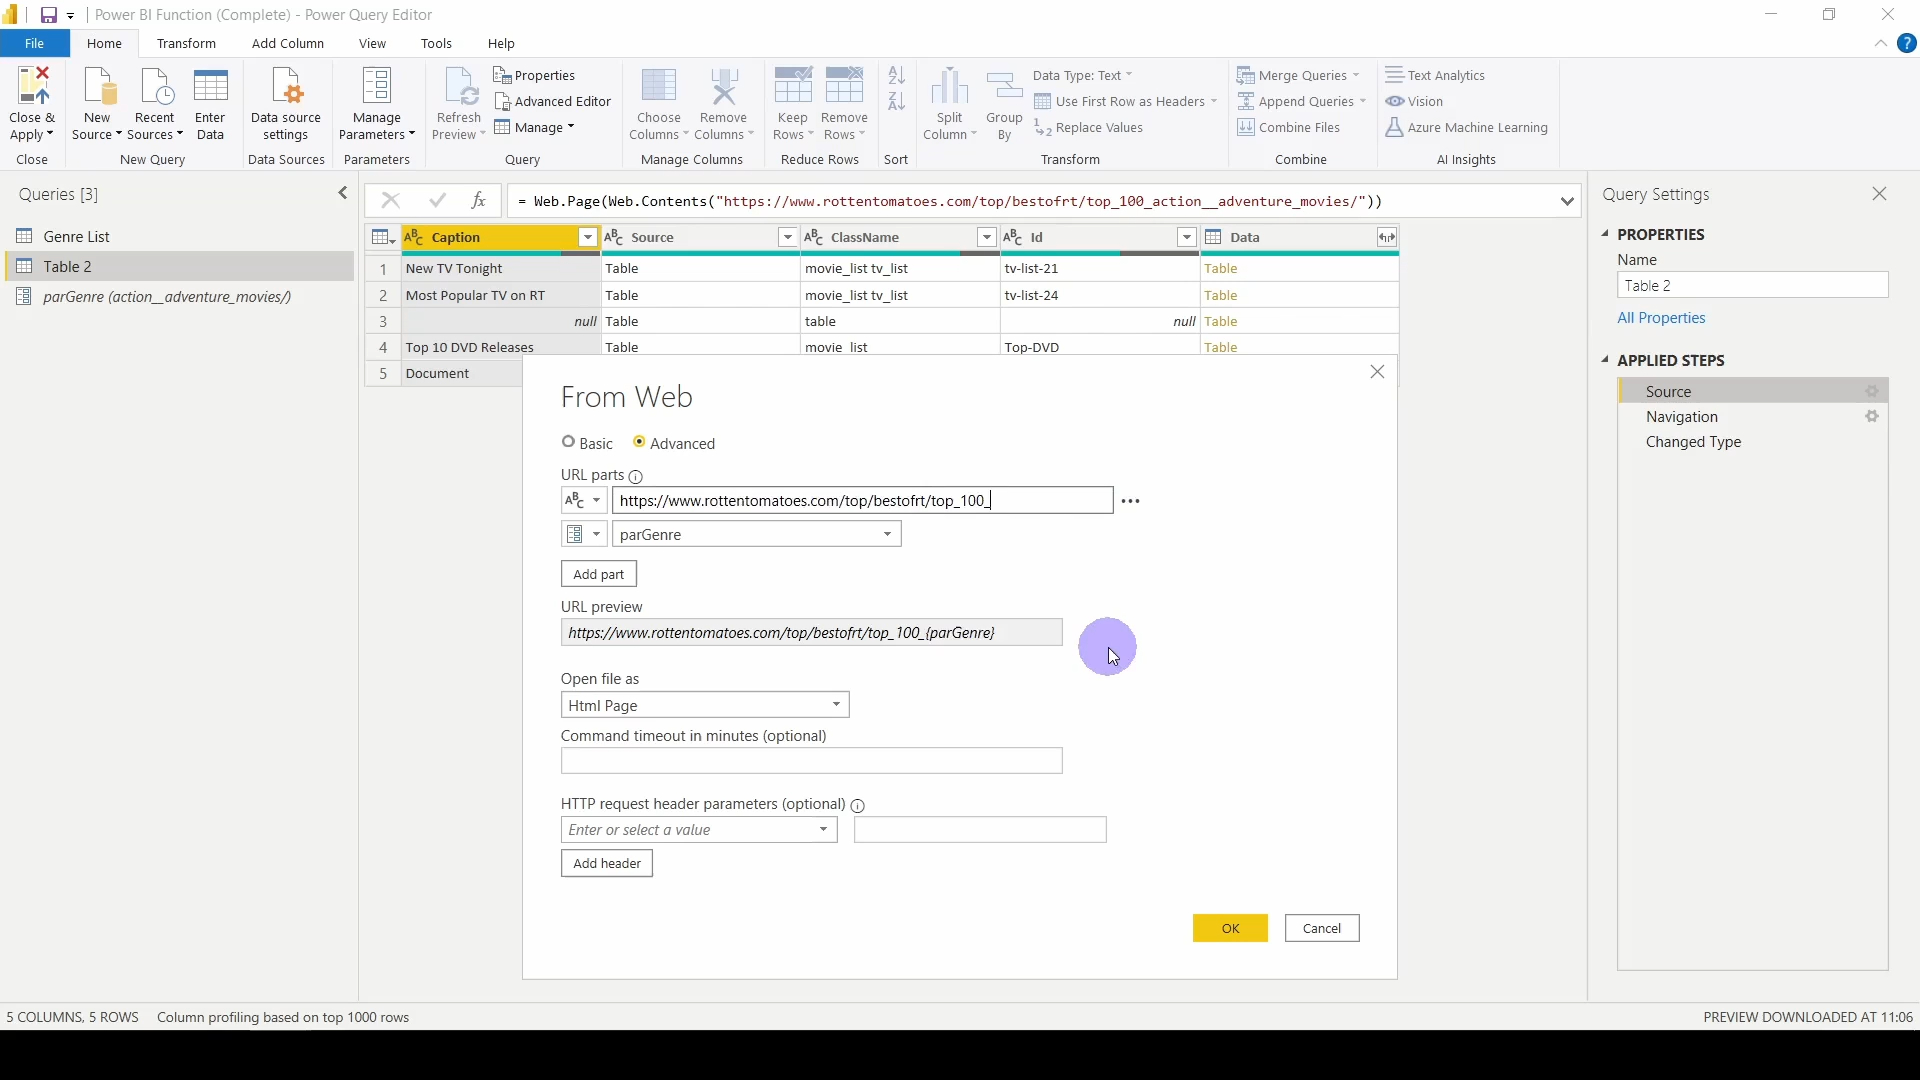 Power BI Function (Complete) - Power Query Editor
File Home Transform Add Column View Tools Help
Close & Apply
Close
New Source
Recent Sources
Enter Data
New Query
Data source settings
Data Sources
Manage Parameters
Parameters
Refresh Preview
Properties
Advanced Editor
Manage
Query
Choose Columns
Remove Columns
Manage Columns
Keep Rows
Remove Rows
Reduce Rows
Sort
Split Column
Group By
Data Type: Text
Use First Row as Headers
Replace Values
Transform
Merge Queries
Append Queries
Combine Files
Combine
Text Analytics
Vision
Azure Machine Learning
AI Insights
Queries [3]
Genre List
Table 2
parGenre (action__adventure_movies/)
fx = Web.Page(Web.Contents("https://www.rottentomatoes.com/top/bestofrt/top_100_action__adventure_movies/"))
Caption Source ClassName Id Data
1 New TV Tonight Table movie_list tv_list tv-list-21 Table
2 Most Popular TV on RT Table movie_list tv_list tv-list-24 Table
3 null Table table null Table
4 Top 10 DVD Releases Table movie_list Top-DVD Table
5 Document
From Web
Basic Advanced
URL parts
ABC https://www.rottentomatoes.com/top/bestofrt/top_100_
parGenre
Add part
URL preview
https://www.rottentomatoes.com/top/bestofrt/top_100_{parGenre}
Open file as
Html Page
Command timeout in minutes (optional)
HTTP request header parameters (optional)
Enter or select a value
Add header
OK Cancel
Query Settings
PROPERTIES
Name
Table 2
All Properties
APPLIED STEPS
Source
Navigation
Changed Type
5 COLUMNS, 5 ROWS Column profiling based on top 1000 rows
PREVIEW DOWNLOADED AT 11:06